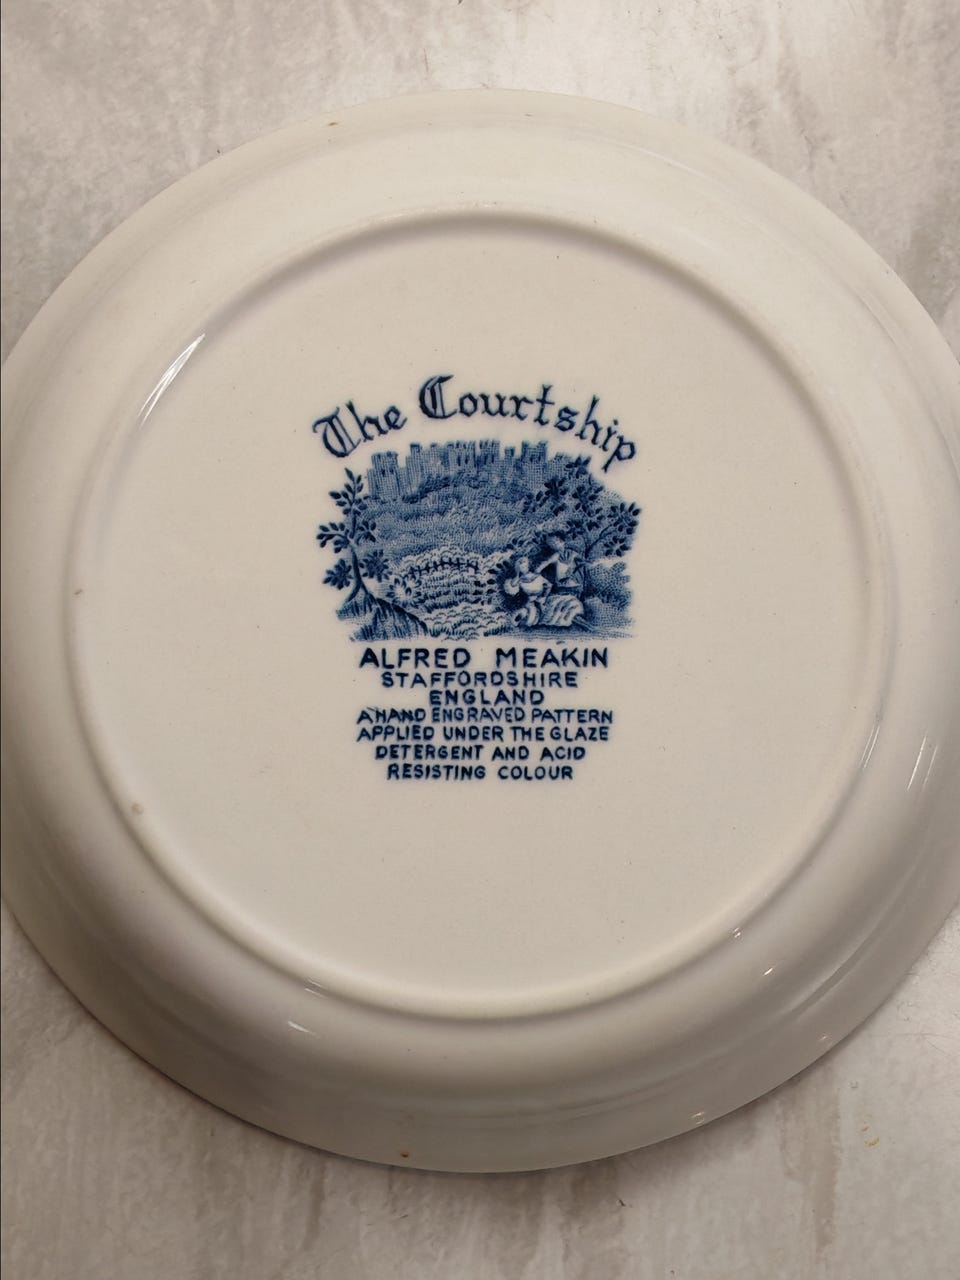 The Courtship
ALFRED MEAKIN
STAFFORDSHIRE
ENGLAND
A HAND ENGRAVED PATTERN
APPLIED UNDER THE GLAZE
DETERGENT AND ACID
RESISTING COLOUR